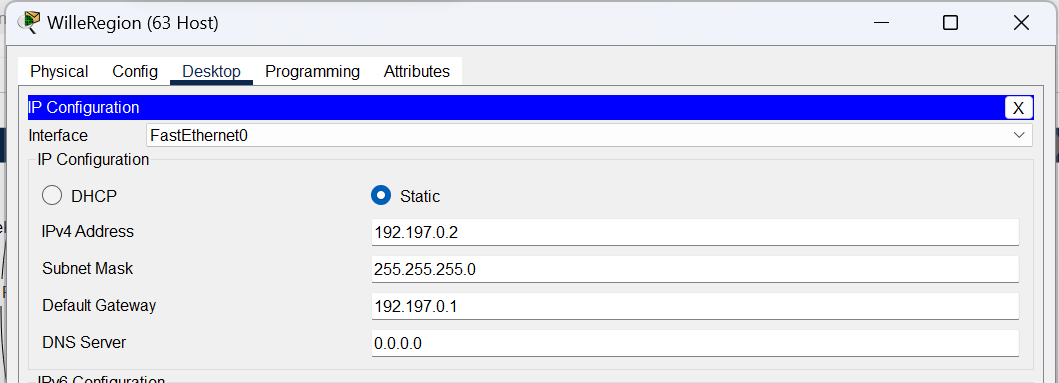 WilleRegion (63 Host)
Physical Config Desktop Programming Attributes
IP Configuration X
Interface FastEthernet0
IP Configuration
DHCP Static
IPv4 Address 192.197.0.2
Subnet Mask 255.255.255.0
Default Gateway 192.197.0.1
DNS Server 0.0.0.0
IPv6 Configuration